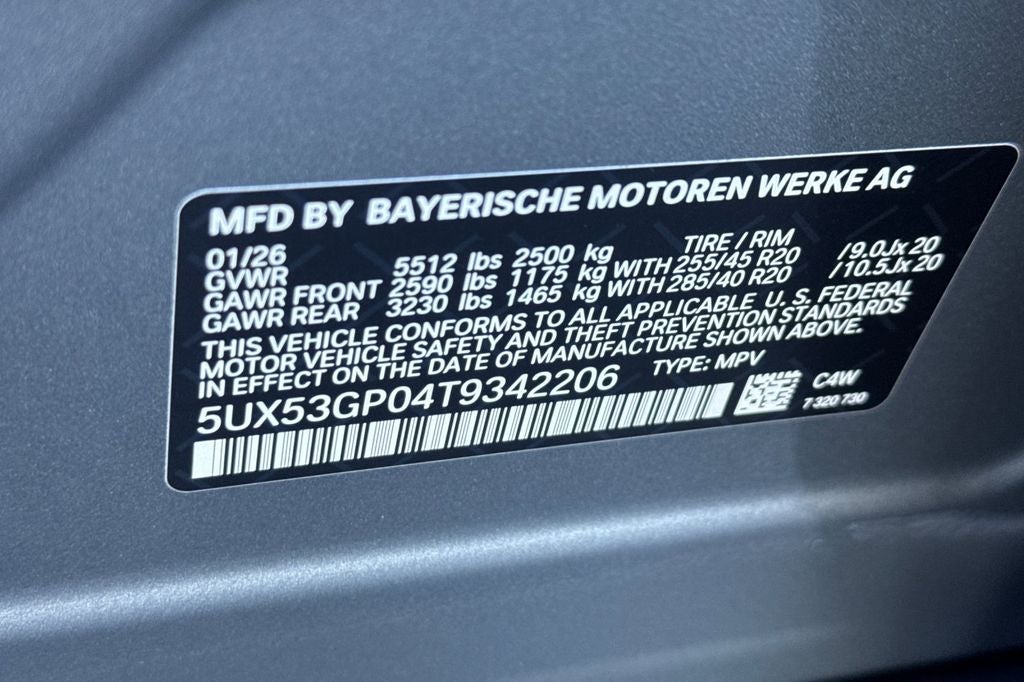 MFD BY BAYERISCHE MOTOREN WERKE AG
01/26
GVWR 5512 lbs 2500 kg TIRE / RIM
GAWR FRONT 2590 lbs 1175 kg WITH 255/45 R20 /9.0Jx20
GAWR REAR 3230 lbs 1465 kg WITH 285/40 R20 /10.5Jx20
THIS VEHICLE CONFORMS TO ALL APPLICABLE U. S. FEDERAL
MOTOR VEHICLE SAFETY AND THEFT PREVENTION STANDARDS
IN EFFECT ON THE DATE OF MANUFACTURE SHOWN ABOVE.
5UX53GP04T9342206 TYPE: MPV
C4W
7 320 730